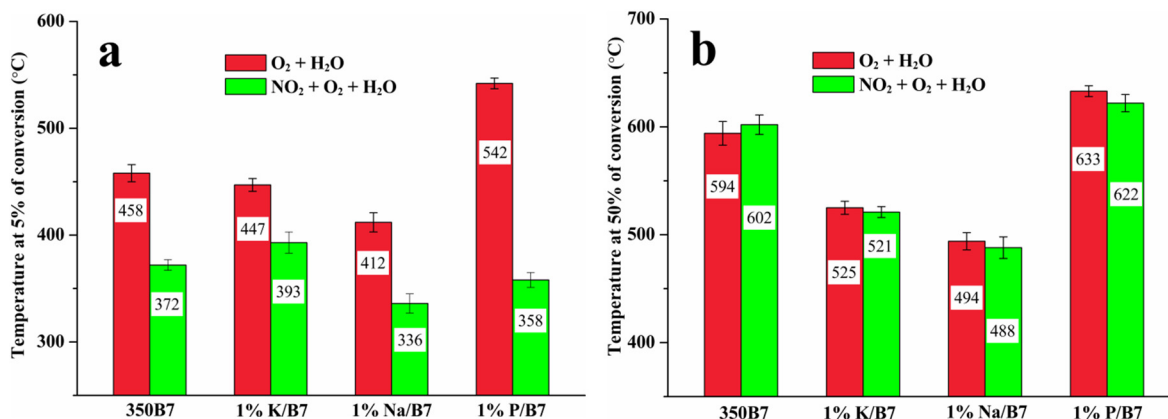 a
Temperature at 5% of conversion (°C)
600
500
400
300
O₂ + H₂O
NO₂ + O₂ + H₂O
458
372
447
393
412
336
542
358
350B7
1% K/B7
1% Na/B7
1% P/B7
b
Temperature at 50% of conversion (°C)
700
600
500
400
O₂ + H₂O
NO₂ + O₂ + H₂O
594
602
525
521
494
488
633
622
350B7
1% K/B7
1% Na/B7
1% P/B7